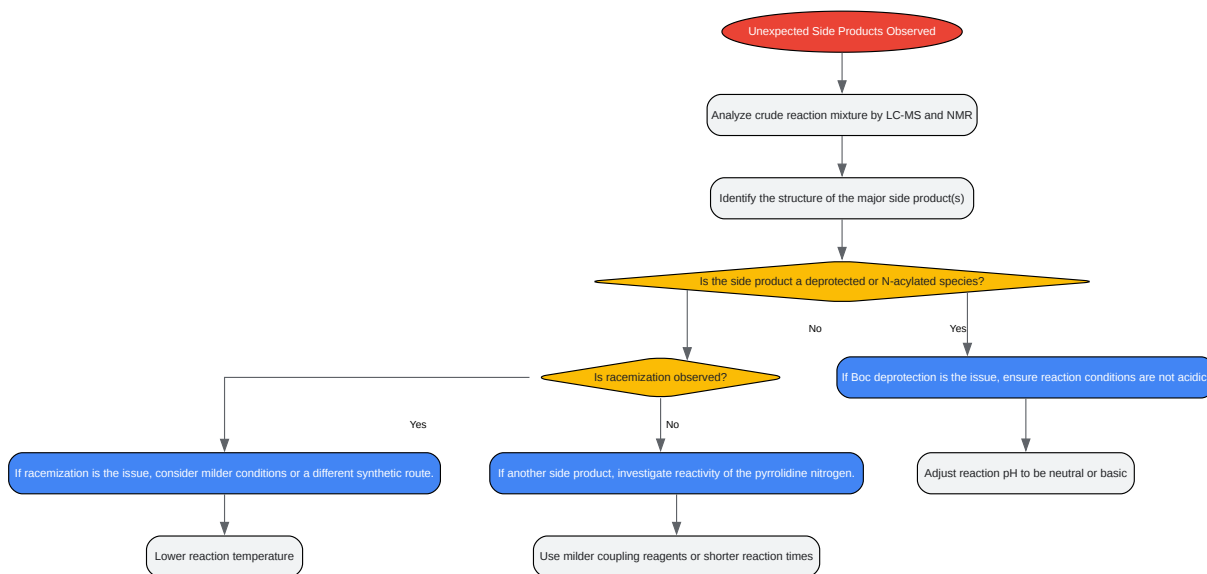 Unexpected Side Products Observed
Analyze crude reaction mixture by LC-MS and NMR
Identify the structure of the major side product(s)
Is the side product a deprotected or N-acylated species?
No
Yes
Is racemization observed?
If Boc deprotection is the issue, ensure reaction conditions are not acidic
Yes
No
If racemization is the issue, consider milder conditions or a different synthetic route.
If another side product, investigate reactivity of the pyrrolidine nitrogen.
Adjust reaction pH to be neutral or basic
Lower reaction temperature
Use milder coupling reagents or shorter reaction times